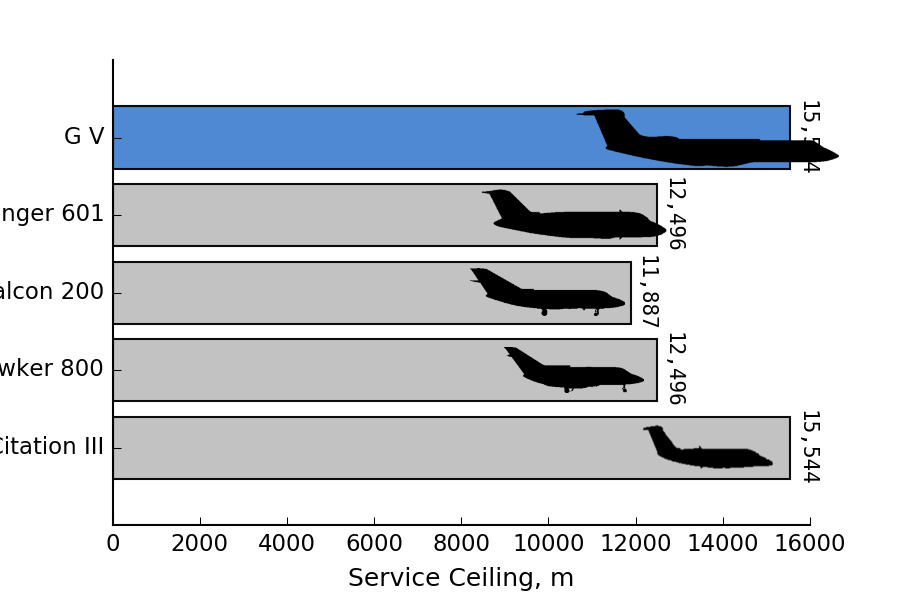 G V
15,544
nger 601
12,496
alcon 200
11,887
wker 800
12,496
Citation III
15,544
0 2000 4000 6000 8000 10000 12000 14000 16000
Service Ceiling, m